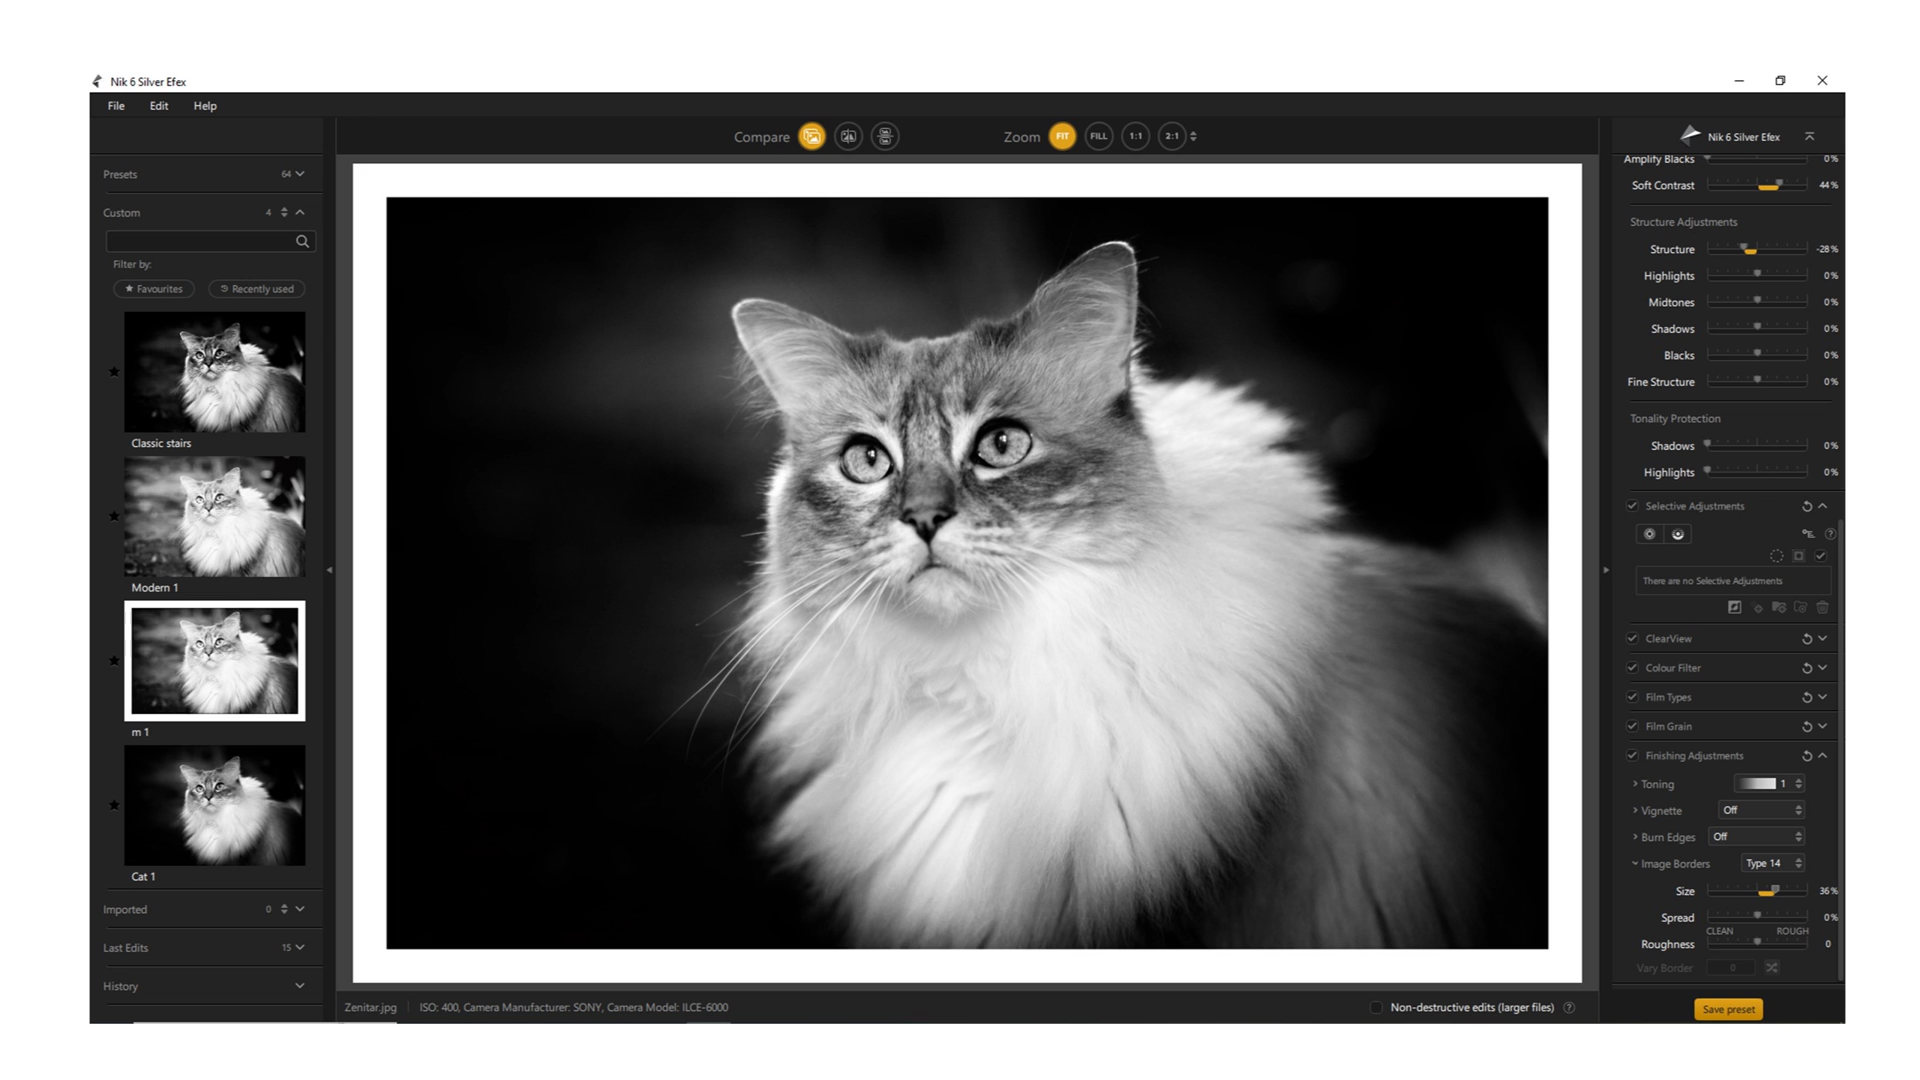 Nik 6 Silver Efex
File Edit Help
Compare Zoom FIT FILL 1:1 2:1
Nik 6 Silver Efex
Presets 64
Custom 4
Filter by:
Favourites Recently used
Classic stairs
Modern 1
m 1
Cat 1
Imported 0
Last Edits 15
History
Zenitar.jpg ISO: 400, Camera Manufacturer: SONY, Camera Model: ILCE-6000
Non-destructive edits (larger files) ?
Amplify Blacks 0%
Soft Contrast 44%
Structure Adjustments
Structure -28%
Highlights 0%
Midtones 0%
Shadows 0%
Blacks 0%
Fine Structure 0%
Tonality Protection
Shadows 0%
Highlights 0%
Selective Adjustments
?
There are no Selective Adjustments
ClearView
Colour Filter
Film Types
Film Grain
Finishing Adjustments
Toning 1
Vignette Off
Burn Edges Off
Image Borders Type 14
Size 36%
Spread 0%
CLEAN ROUGH
Roughness 0
Vary Border 0
Save preset